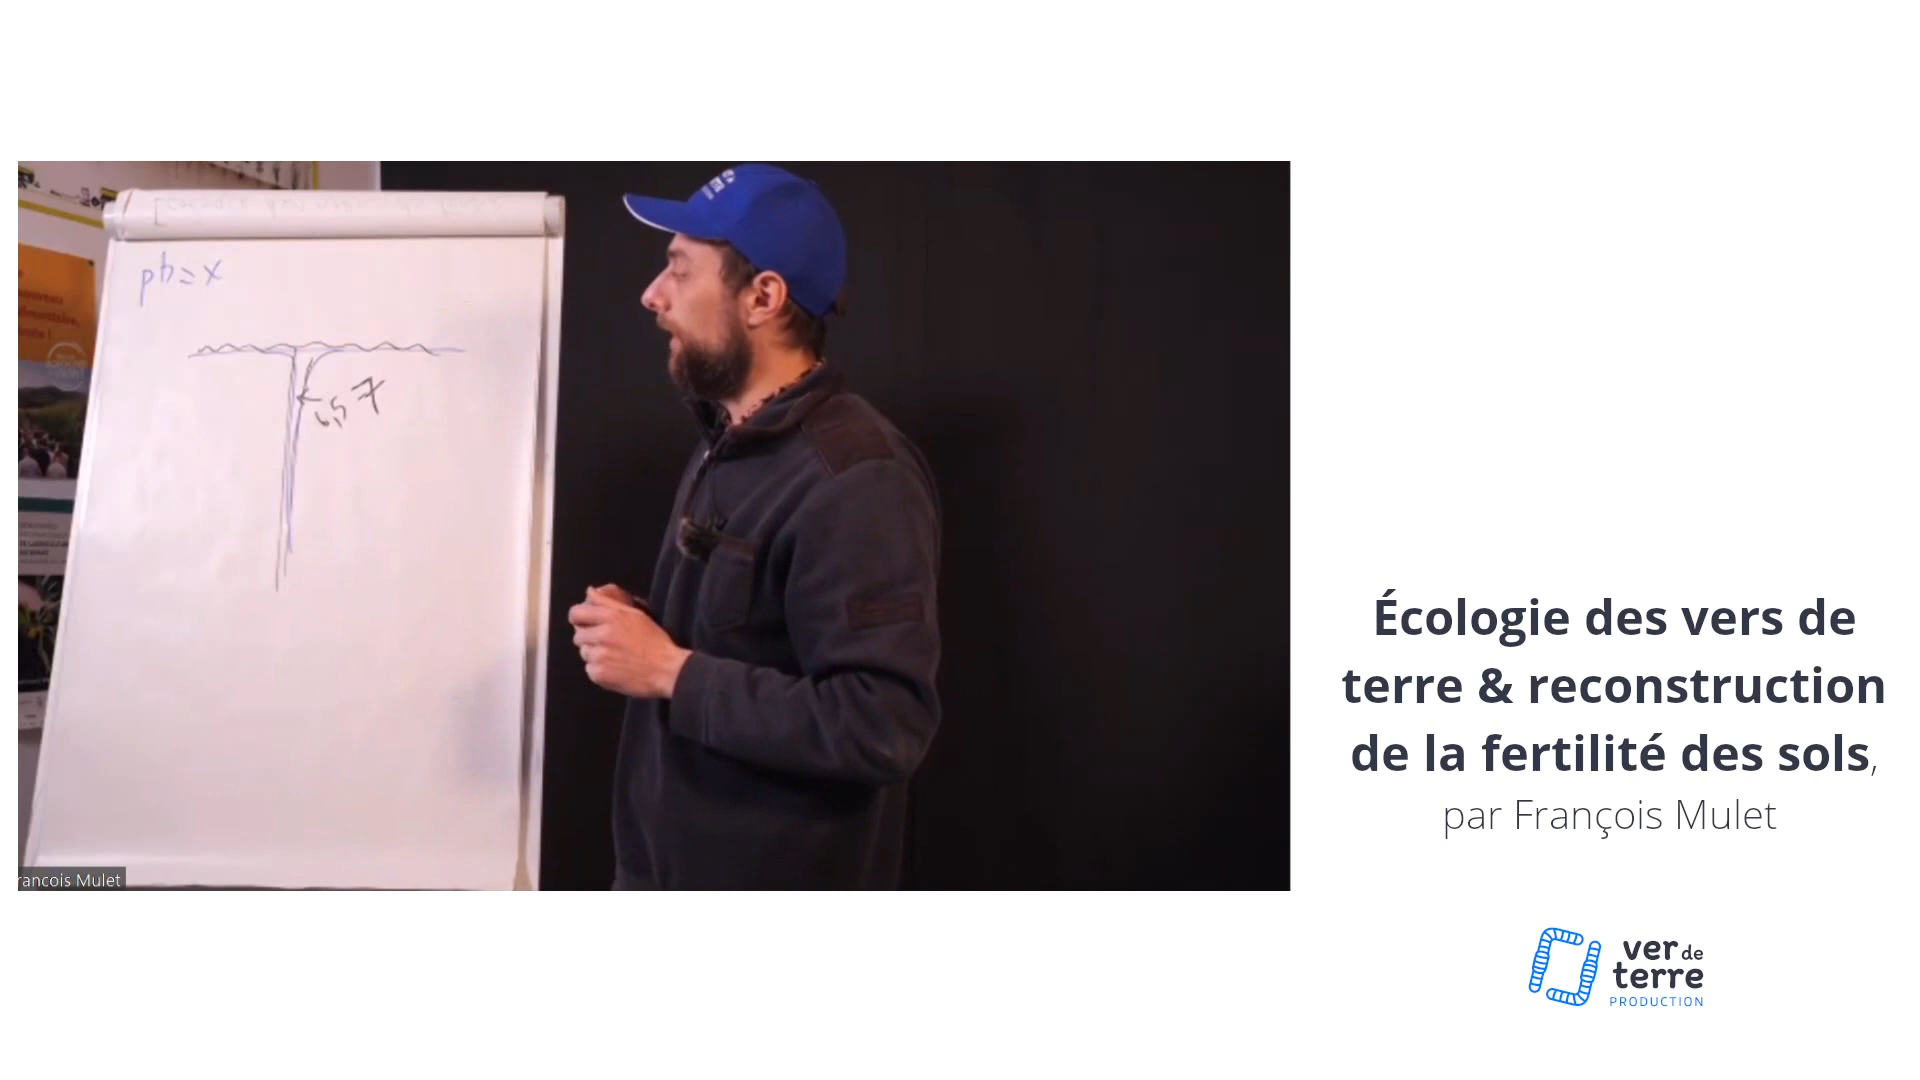 ph = x
6,5 7
rancois Mulet
Écologie des vers de
terre & reconstruction
de la fertilité des sols,
par François Mulet
ver de
terre
PRODUCTION